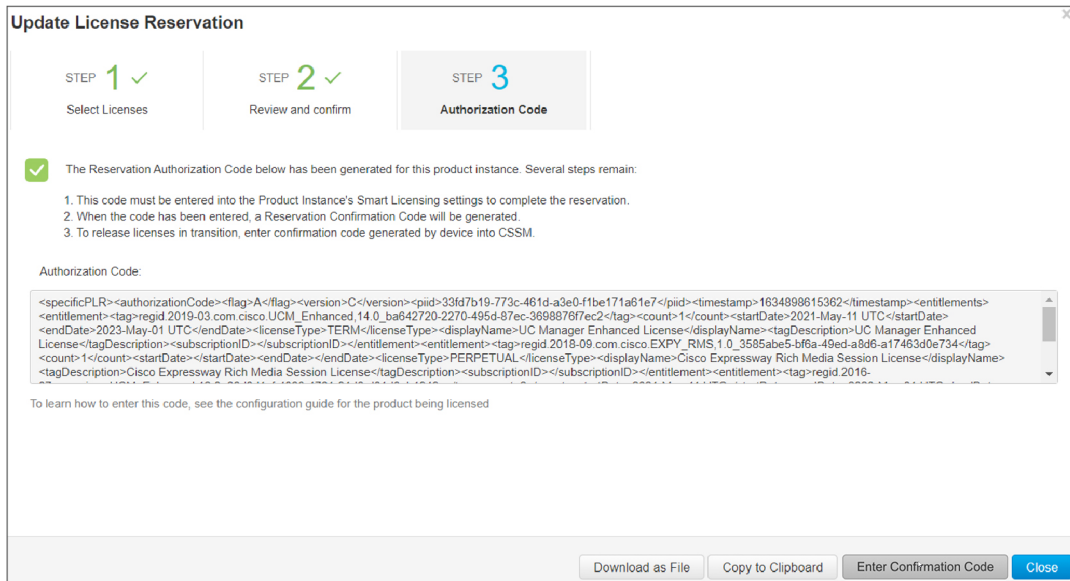 Update License Reservation
STEP 1
Select Licenses
STEP 2
Review and confirm
STEP 3
Authorization Code
The Reservation Authorization Code below has been generated for this product instance. Several steps remain:
1. This code must be entered into the Product Instance's Smart Licensing settings to complete the reservation.
2. When the code has been entered, a Reservation Confirmation Code will be generated.
3. To release licenses in transition, enter confirmation code generated by device into CSSM.
Authorization Code:
<specificPLR><authorizationCode><flag>A</flag><version>C</version><piid>33fd7b19-773c-461d-a3e0-f1be171a61e7</piid><timestamp>1634898615362</timestamp><entitlements>
<entitlement><tag>regid.2019-03.com.cisco.UCM_Enhanced,14.0_ba642720-2270-495d-87ec-3698876f7ec2</tag><count>1</count><startDate>2021-May-11 UTC</startDate>
<endDate>2023-May-01 UTC</endDate><licenseType>TERM</licenseType><displayName>UC Manager Enhanced License</displayName><tagDescription>UC Manager Enhanced
License</tagDescription><subscriptionID></subscriptionID></entitlement><entitlement><tag>regid.2018-09.com.cisco.EXPY_RMS,1.0_3585abe5-bf6a-49ed-a8d6-a17463d0e734</tag>
<count>1</count><startDate></startDate><endDate></endDate><licenseType>PERPETUAL</licenseType><displayName>Cisco Expressway Rich Media Session License</displayName>
<tagDescription>Cisco Expressway Rich Media Session License</tagDescription><subscriptionID></subscriptionID></entitlement><entitlement><tag>regid.2016-
To learn how to enter this code, see the configuration guide for the product being licensed
Download as File
Copy to Clipboard
Enter Confirmation Code
Close